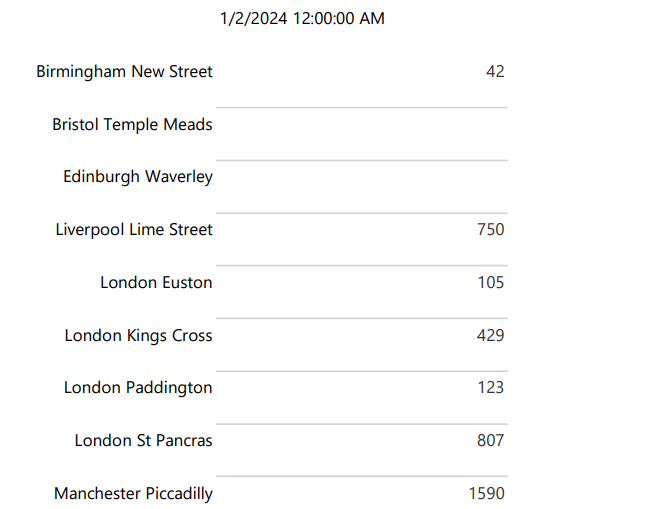 1/2/2024 12:00:00 AM
Birmingham New Street 42
Bristol Temple Meads
Edinburgh Waverley
Liverpool Lime Street 750
London Euston 105
London Kings Cross 429
London Paddington 123
London St Pancras 807
Manchester Piccadilly 1590